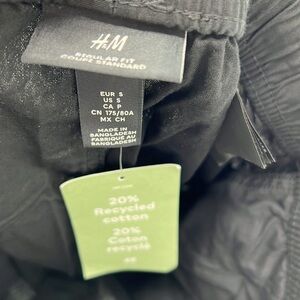 H&M
REGULAR FIT
COUPE STANDARD
EUR S
US S
CA P
CN 175/80A
MX CH
MADE IN
BANGLADESH
FABRIQUÉ AU
BANGLADESH
20%
Recycled
cotton
20%
Coton
recyclé